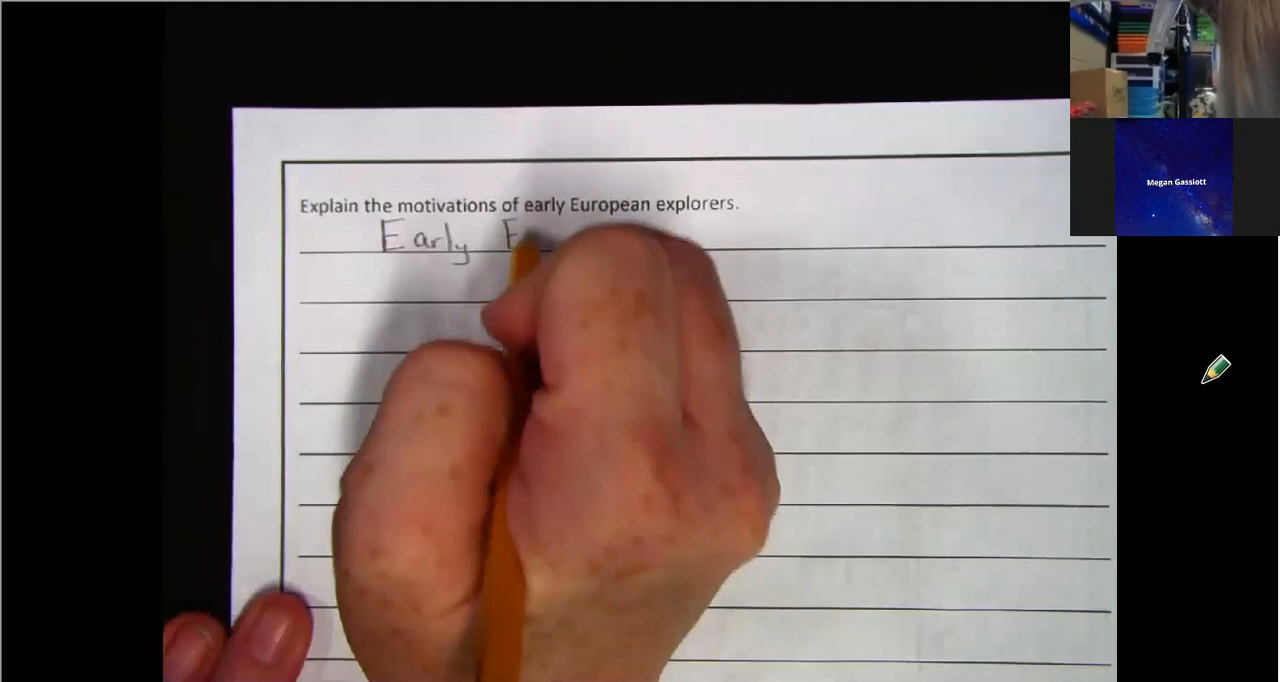 Explain the motivations of early European explorers.
Early E
Megan Gassiott